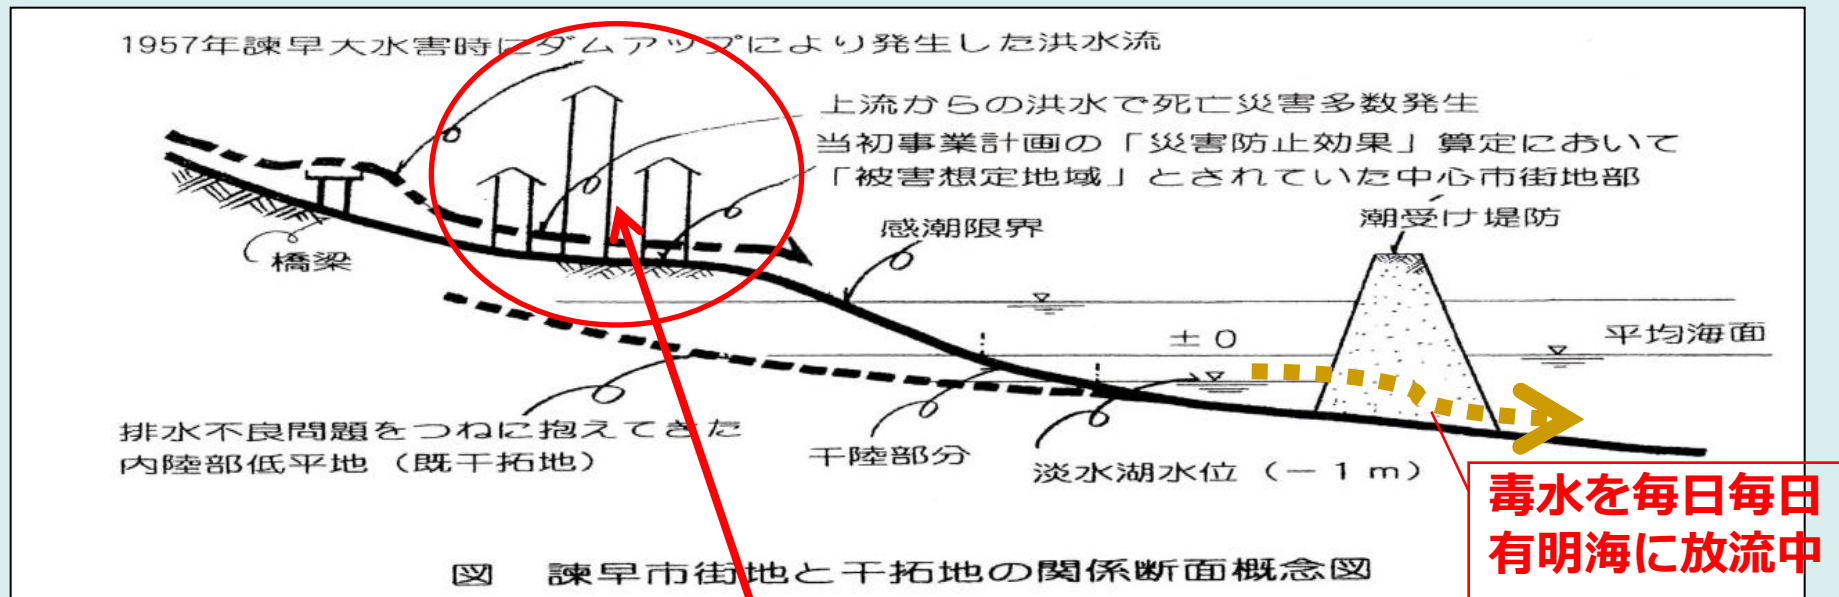 1957年諫早大水害時にダムアップにより発生した洪水流
上流からの洪水で死亡災害多数発生
当初事業計画の「災害防止効果」算定において
「被害想定地域」とされていた中心市街地部
潮受け堤防
感潮限界
橋梁
±0
平均海面
排水不良問題をつねに抱えてきた
内陸部低平地（既干拓地）
干陸部分
淡水湖水位（－1m）
毒水を毎日毎日
有明海に放流中
図　諫早市街地と干拓地の関係断面概念図